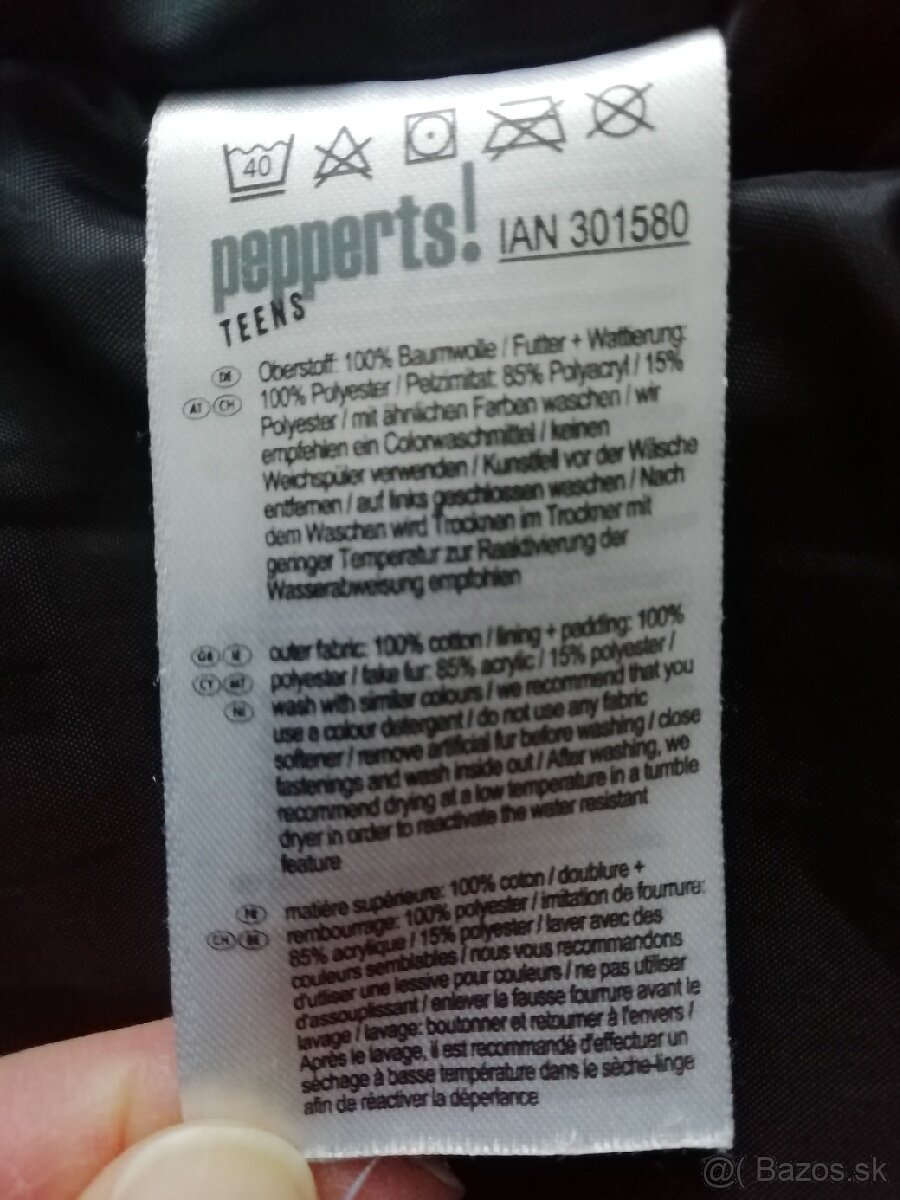 40
pepperts!
TEENS
IAN 301580
DE
AT CH
Oberstoff: 100% Baumwolle / Futter + Wattierung:
100% Polyester / Pelzimitat: 85% Polyacryl / 15%
Polyester / mit ähnlichen Farben waschen / wir
empfehlen ein Colorwaschmittel / keinen
Weichspüler verwenden / Kunstfell vor der Wäsche
entfernen / auf links geschlossen waschen / Nach
dem Waschen wird Trocknen im Trockner mit
geringer Temperatur zur Reaktivierung der
Wasserabweisung empfohlen
GB IE
CY MT
outer fabric: 100% cotton / lining + padding: 100%
polyester / fake fur: 85% acrylic / 15% polyester /
wash with similar colours / we recommend that you
use a colour detergent / do not use any fabric
softener / remove artificial fur before washing / close
fastenings and wash inside out / After washing, we
recommend drying at a low temperature in a tumble
dryer in order to reactivate the water resistant
feature
CH BE
matière supérieure: 100% coton / doublure +
rembourrage: 100% polyester / imitation de fourrure:
85% acrylique / 15% polyester / laver avec des
couleurs semblables / nous vous recommandons
d'utiliser une lessive pour couleurs / ne pas utiliser
d'assouplissant / enlever la fausse fourrure avant le
lavage / lavage: boutonner et retourner à l'envers /
Après le lavage, il est recommandé d'effectuer un
séchage à basse température dans le sèche-linge
afin de réactiver la déperlance
@( Bazos.sk